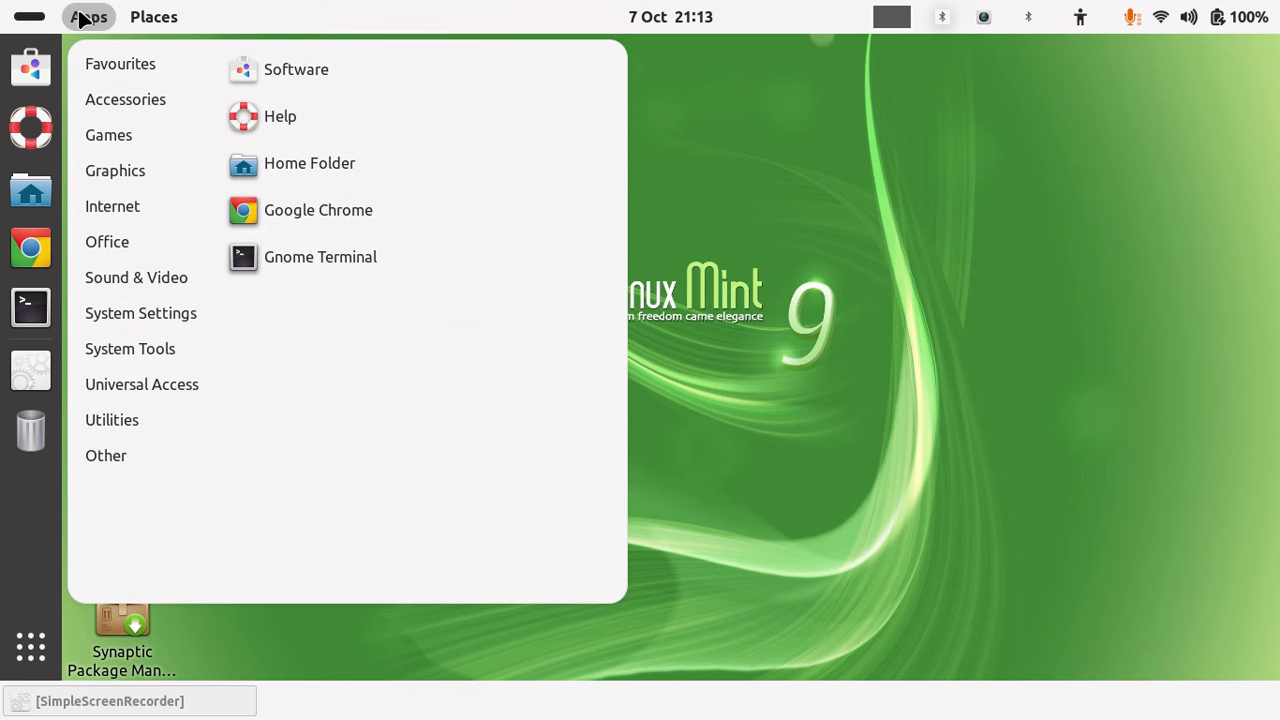 Apps Places 7 Oct 21:13 100%
Favourites
Accessories
Games
Graphics
Internet
Office
Sound & Video
System Settings
System Tools
Universal Access
Utilities
Other
Software
Help
Home Folder
Google Chrome
Gnome Terminal
nux Mint 9
m freedom came elegance
Synaptic
Package Man...
[SimpleScreenRecorder]